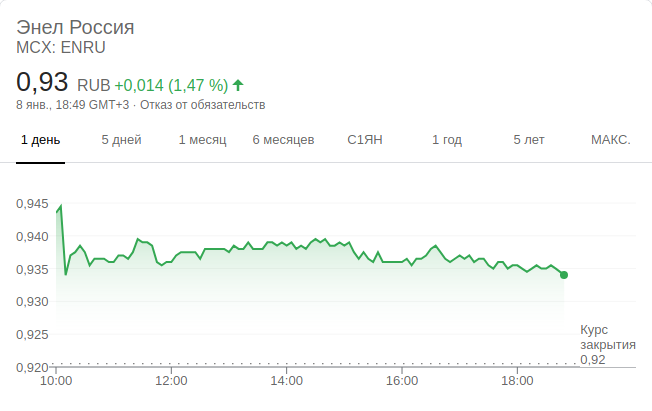 Энел Россия
MCX: ENRU
0,93 RUB +0,014 (1,47 %)
8 янв., 18:49 GMT+3 · Отказ от обязательств
1 день 5 дней 1 месяц 6 месяцев С1ЯН 1 год 5 лет МАКС.
0,945
0,940
0,935
0,930
0,925
0,920
Курс
закрытия
0,92
10:00 12:00 14:00 16:00 18:00